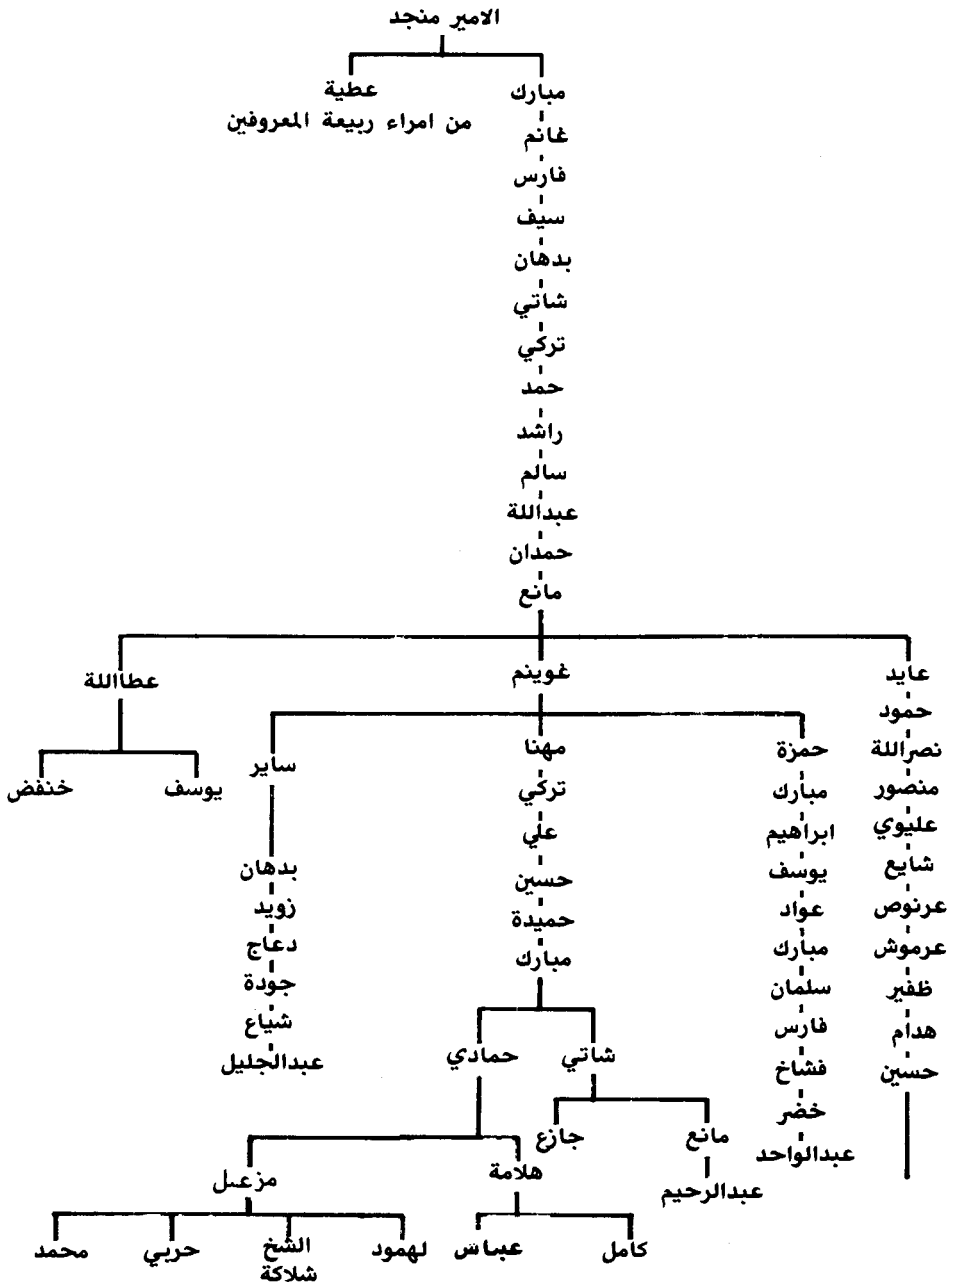 الامير منجد
مبارك
عطية
من امراء ربيعة المعروفين
غانم
فارس
سيف
بدهان
شاتي
تركي
حمد
راشد
سالم
عبداللة
حمدان
مانع
عايد
غوينم
عطااللة
حمود
نصراللة
منصور
عليوي
شايع
عرنوص
عرموش
ظفير
هدام
حسين
حمزة
مبارك
ابراهيم
يوسف
عواد
مبارك
سلمان
فارس
فشاخ
خضر
عبدالواحد
مهنا
تركي
علي
حسين
حميدة
مبارك
ساير
بدهان
زويد
دعاج
جودة
شياع
عبدالجليل
يوسف
خنفض
شاتي
حمادي
مانع
جازع
عبدالرحيم
هلامة
مزعل
كامل
عباس
لهمود
الشخ
شلاكة
حربي
محمد